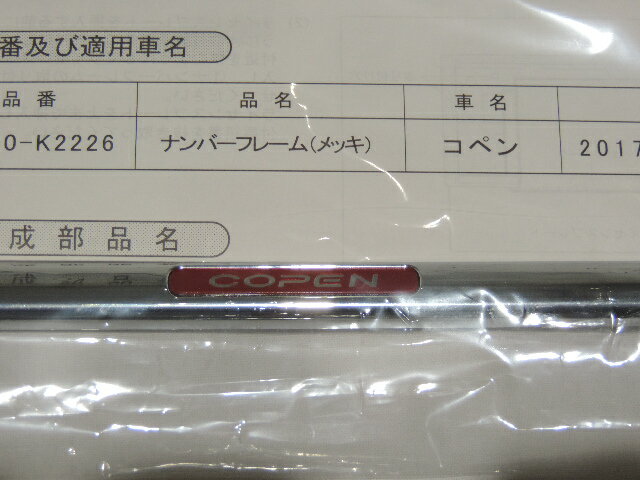 番及び適用車名
品番 品名 車名
0-K2226 ナンバーフレーム(メッキ) コペン 2017
成部品名
COPEN